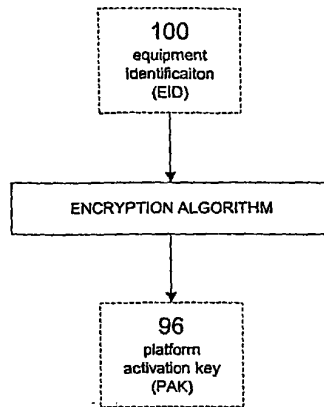 100
equipment
identificaiton
(EID)
ENCRYPTION ALGORITHM
96
platform
activation key
(PAK)